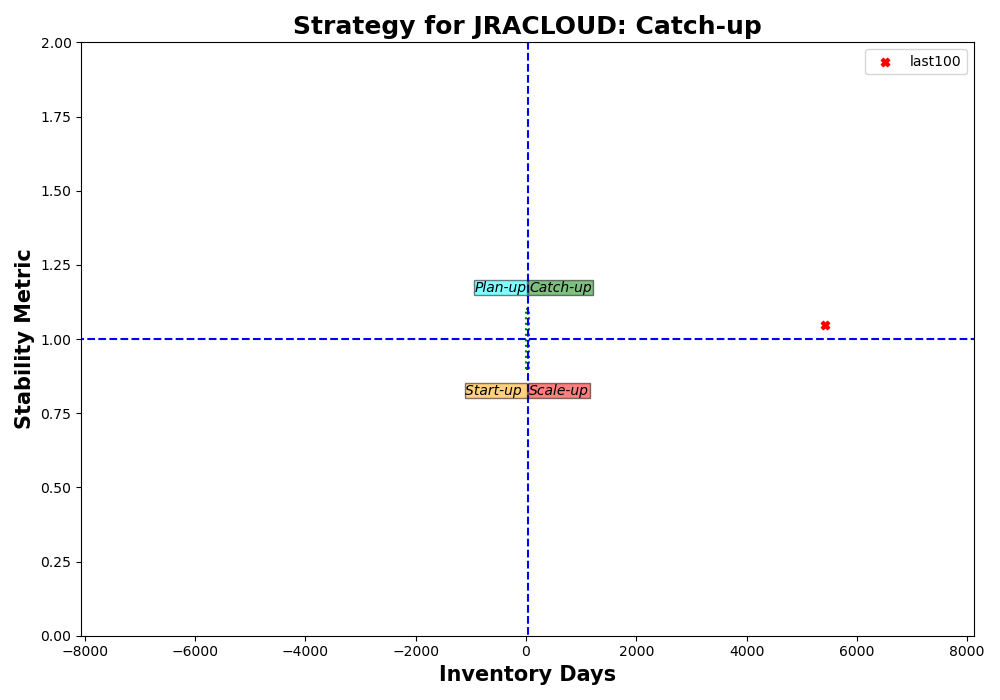 Strategy for JRACLOUD: Catch-up
last100
Stability Metric
2.00
1.75
1.50
1.25
1.00
0.75
0.50
0.25
0.00
Plan-up
Catch-up
Start-up
Scale-up
−8000
−6000
−4000
−2000
0
2000
4000
6000
8000
Inventory Days